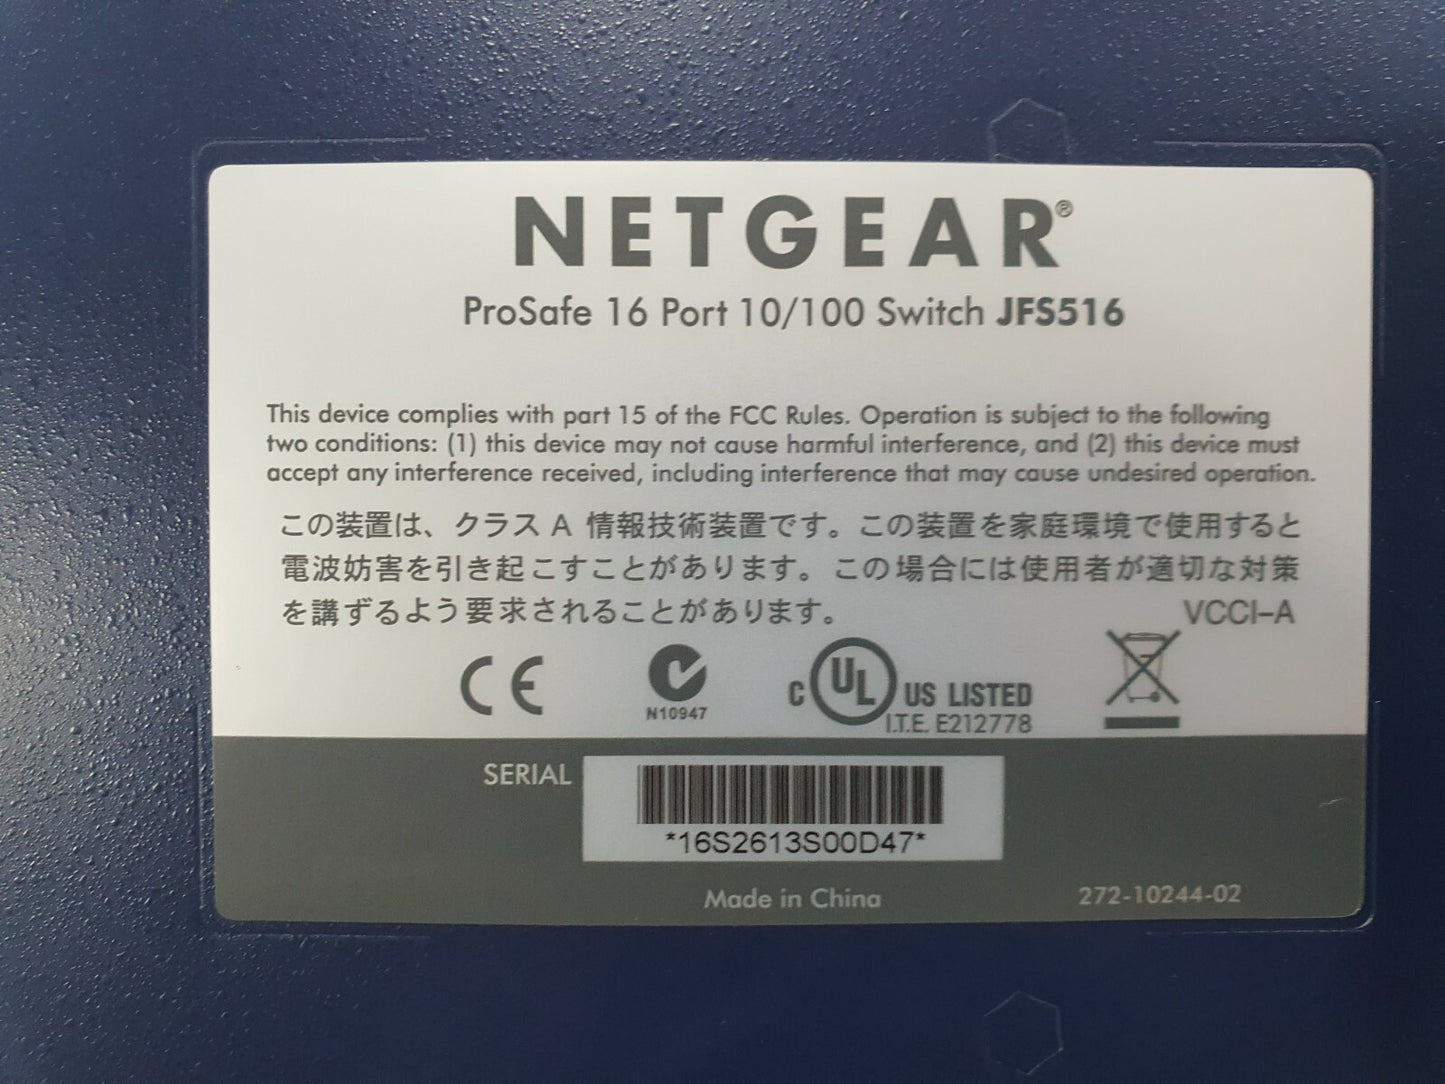 NETGEAR®
ProSafe 16 Port 10/100 Switch JFS516
This device complies with part 15 of the FCC Rules. Operation is subject to the following
two conditions: (1) this device may not cause harmful interference, and (2) this device must
accept any interference received, including interference that may cause undesired operation.
この装置は、クラス A 情報技術装置です。この装置を家庭環境で使用すると
電波妨害を引き起こすことがあります。この場合には使用者が適切な対策
を講ずるよう要求されることがあります。 VCCI-A
CE
N10947
C UL US LISTED
I.T.E. E212778
SERIAL
*16S2613S00D47*
Made in China
272-10244-02